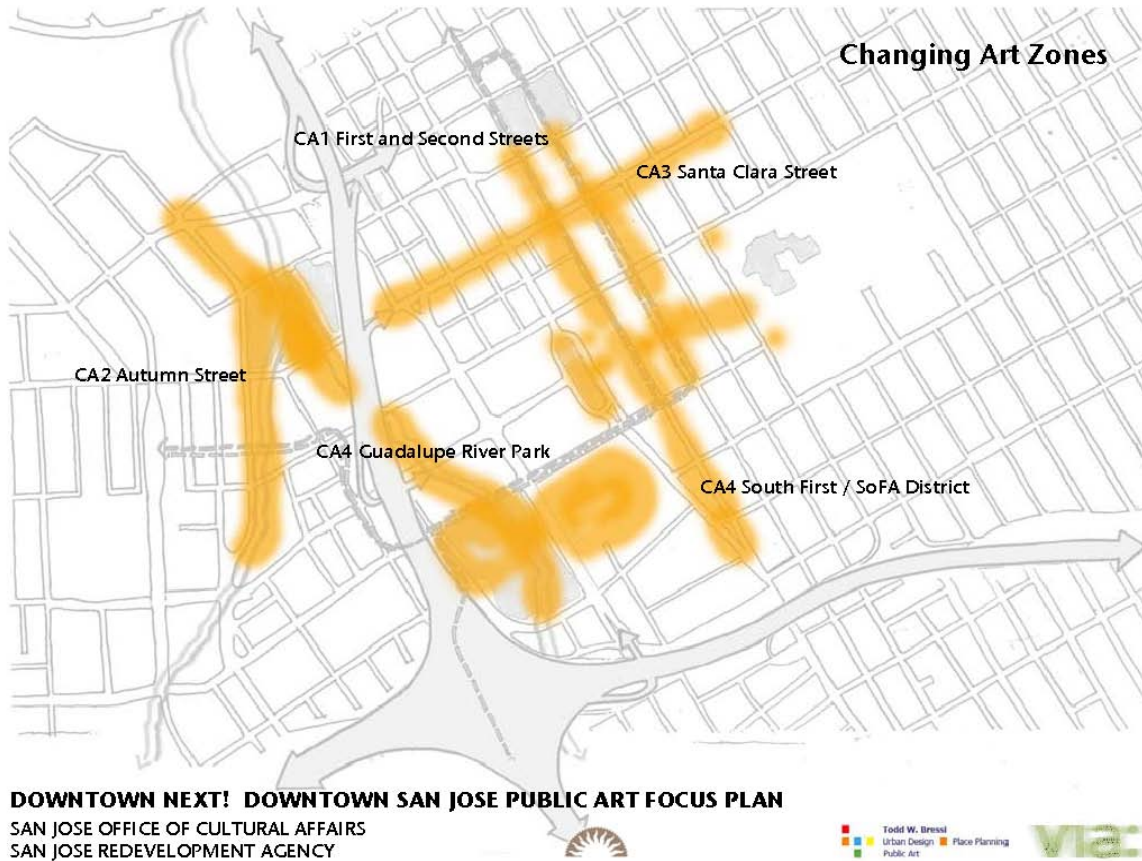 Changing Art Zones
CA1 First and Second Streets
CA3 Santa Clara Street
CA2 Autumn Street
CA4 Guadalupe River Park
CA4 South First / SoFA District
DOWNTOWN NEXT! DOWNTOWN SAN JOSE PUBLIC ART FOCUS PLAN
SAN JOSE OFFICE OF CULTURAL AFFAIRS
SAN JOSE REDEVELOPMENT AGENCY
Todd W. Bressi
Urban Design Place Planning
Public Art
via: